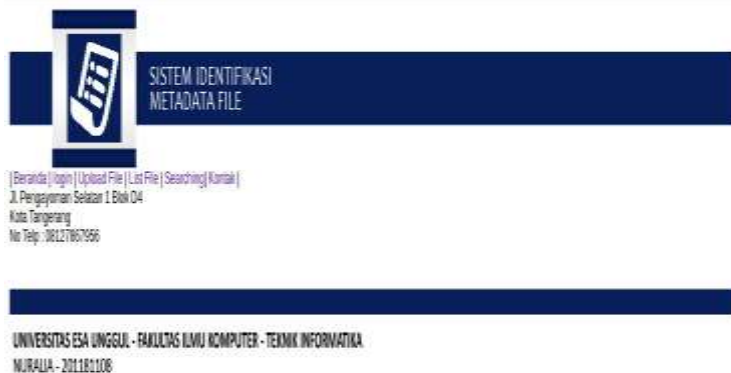 SISTEM IDENTIFIKASI
METADATA FILE
| Beranda | login | Upload File | List File | Searching| Kontak |
Jl. Pengayoman Selatan 1 Blok D4
Kota Tangerang
No Telp : 08127867956
UNIVERSITAS ESA UNGGUL - FAKULTAS ILMU KOMPUTER - TEKNIK INFORMATIKA
NURALIA - 201181108